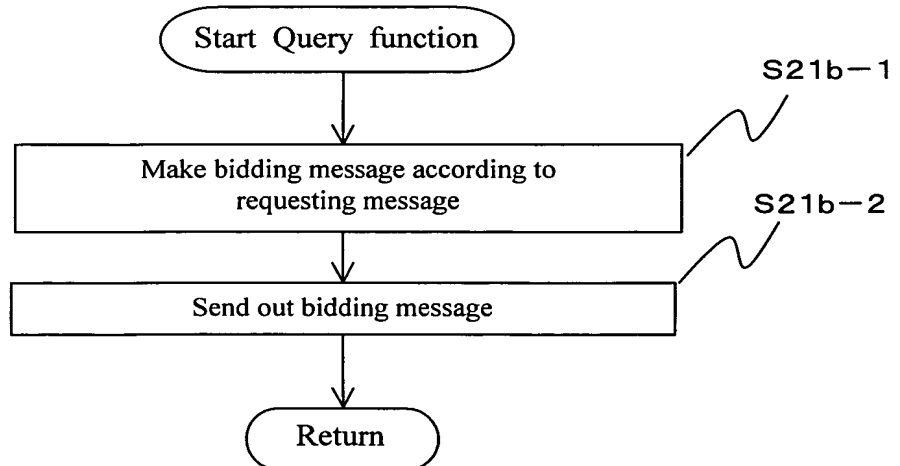 Start Query function
S21b-1
Make bidding message according to
requesting message
S21b-2
Send out bidding message
Return